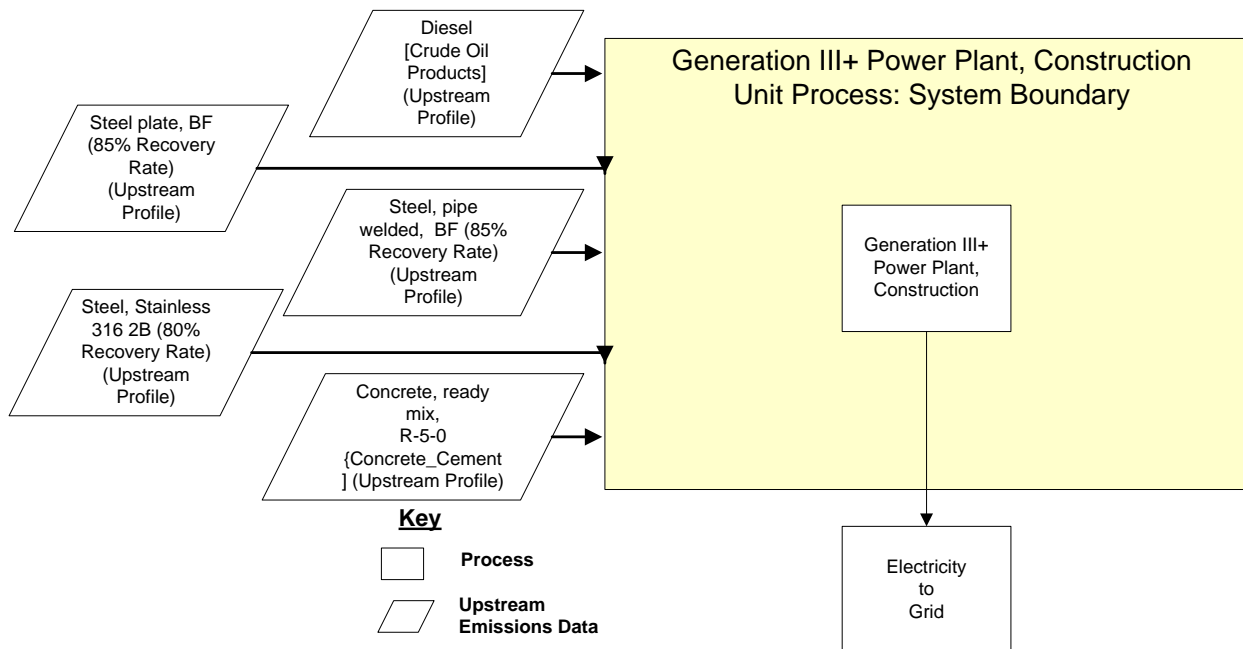 Diesel
[Crude Oil
Products]
(Upstream
Profile)
Generation III+ Power Plant, Construction
Unit Process: System Boundary
Steel plate, BF
(85% Recovery
Rate)
(Upstream
Profile)
Steel, pipe
welded,  BF (85%
Recovery Rate)
(Upstream
Profile)
Generation III+
Power Plant,
Construction
Steel, Stainless
316 2B (80%
Recovery Rate)
(Upstream
Profile)
Concrete, ready
mix,
R-5-0
{Concrete_Cement
] (Upstream Profile)
Key
Process
Upstream
Emissions Data
Electricity
to
Grid